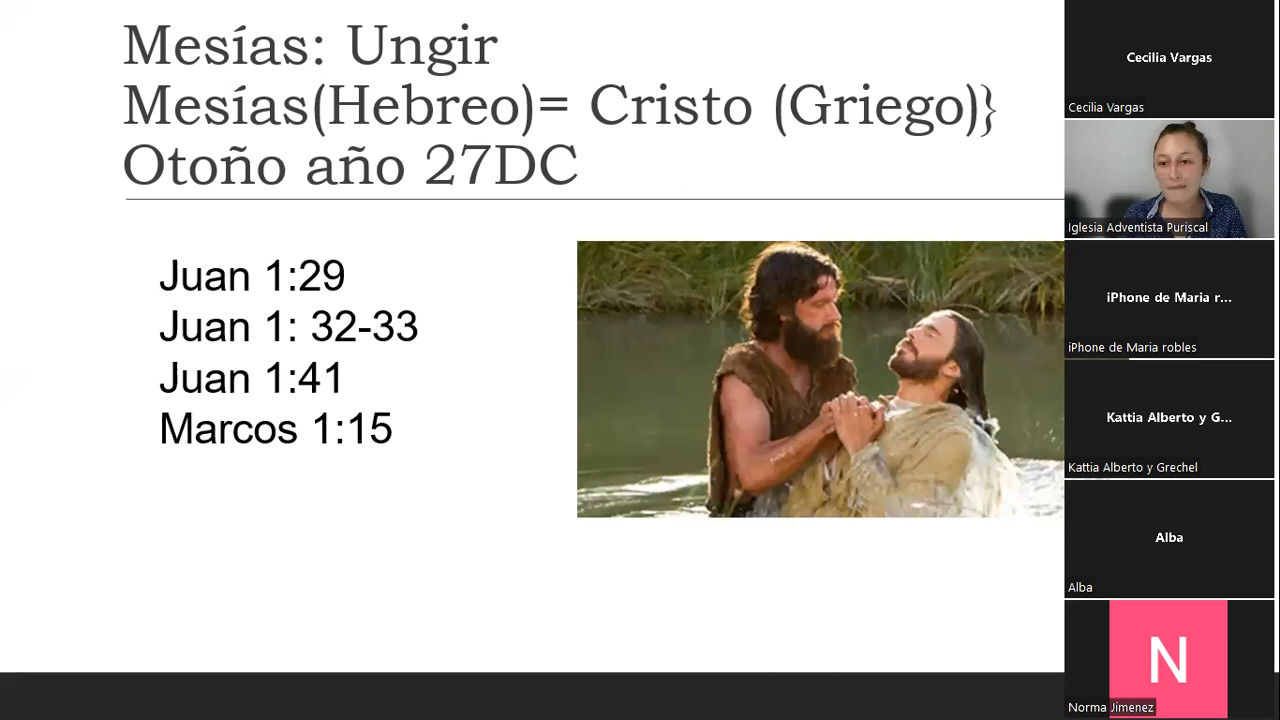 Mesías: Ungir
Mesías(Hebreo)= Cristo (Griego)}
Otoño año 27DC
Juan 1:29
Juan 1: 32-33
Juan 1:41
Marcos 1:15
Cecilia Vargas
Cecilia Vargas
Iglesia Adventista Puriscal
iPhone de Maria r...
iPhone de Maria robles
Kattia Alberto y G...
Kattia Alberto y Grechel
Alba
Alba
N
Norma Jimenez